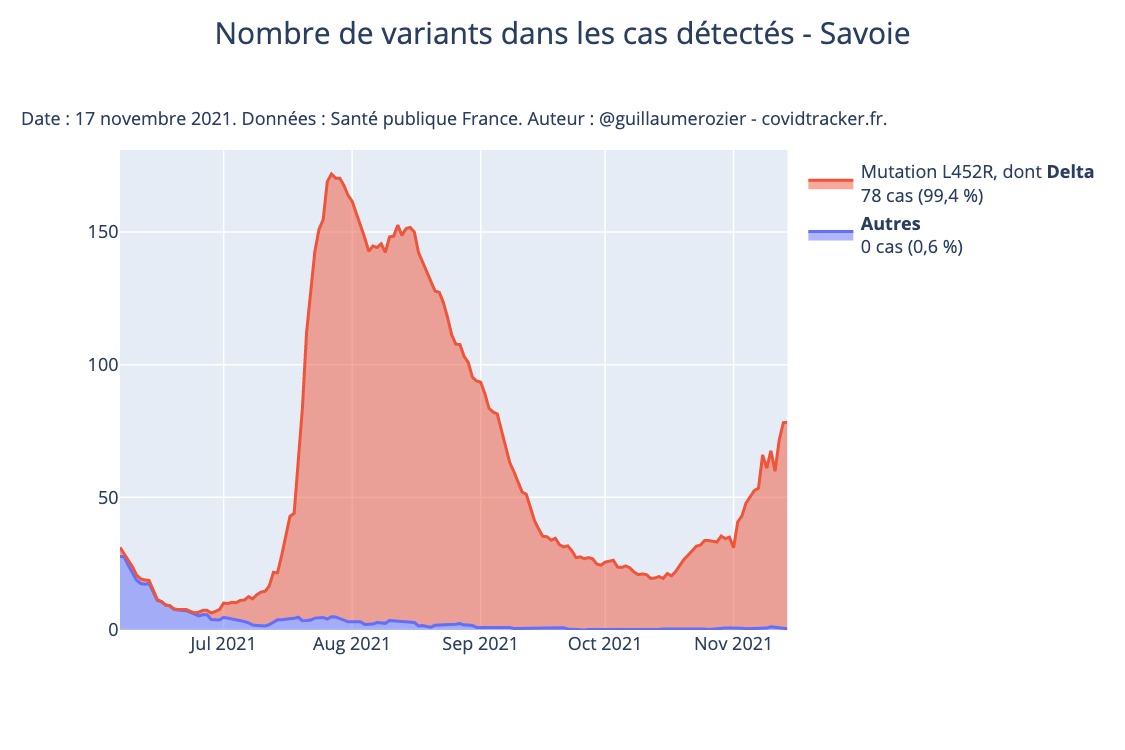 Nombre de variants dans les cas détectés - Savoie
Date : 17 novembre 2021. Données : Santé publique France. Auteur : @guillaumerozier - covidtracker.fr.
Mutation L452R, dont Delta
78 cas (99,4 %)
Autres
0 cas (0,6 %)
150
100
50
0
Jul 2021
Aug 2021
Sep 2021
Oct 2021
Nov 2021